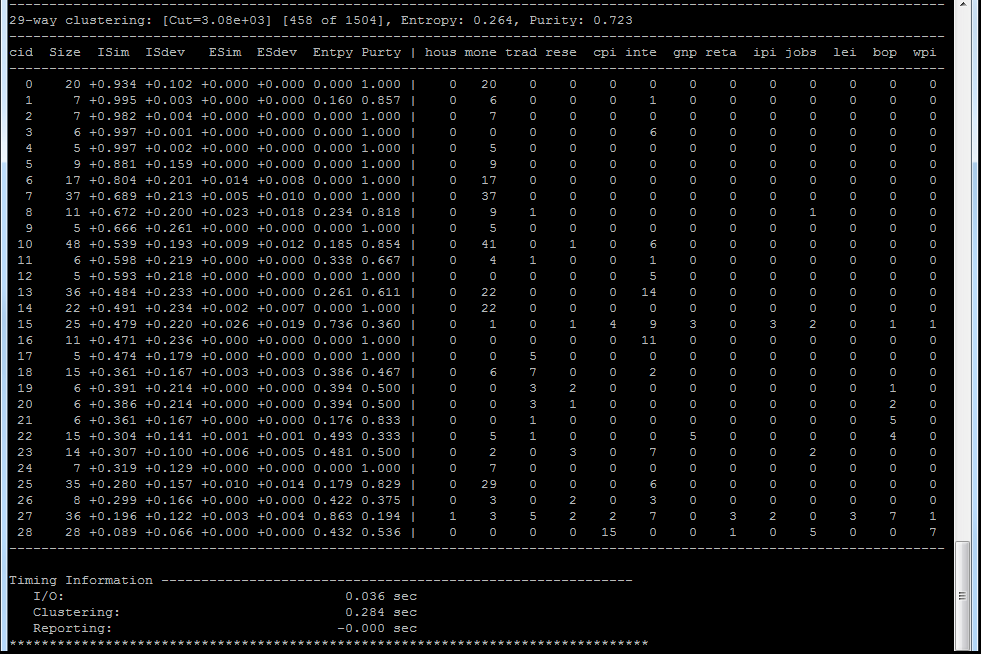 --------------------------------------------------------------------------------
29-way clustering: [Cut=3.08e+03] [458 of 1504], Entropy: 0.264, Purity: 0.723
--------------------------------------------------------------------------------
cid  Size  ISim  ISdev   ESim  ESdev  Entpy Purty | hous mone trad rese  cpi inte  gnp reta  ipi jobs  lei  bop  wpi
--------------------------------------------------------------------------------
0    20 +0.934 +0.102 +0.000 +0.000 0.000 1.000 |    0   20    0    0    0    0    0    0    0    0    0    0    0
1     7 +0.995 +0.003 +0.000 +0.000 0.160 0.857 |    0    6    0    0    0    1    0    0    0    0    0    0    0
2     7 +0.982 +0.004 +0.000 +0.000 0.000 1.000 |    0    7    0    0    0    0    0    0    0    0    0    0    0
3     6 +0.997 +0.001 +0.000 +0.000 0.000 1.000 |    0    0    0    0    0    6    0    0    0    0    0    0    0
4     5 +0.997 +0.002 +0.000 +0.000 0.000 1.000 |    0    5    0    0    0    0    0    0    0    0    0    0    0
5     9 +0.881 +0.159 +0.000 +0.000 0.000 1.000 |    0    9    0    0    0    0    0    0    0    0    0    0    0
6    17 +0.804 +0.201 +0.014 +0.008 0.000 1.000 |    0   17    0    0    0    0    0    0    0    0    0    0    0
7    37 +0.689 +0.213 +0.005 +0.010 0.000 1.000 |    0   37    0    0    0    0    0    0    0    0    0    0    0
8    11 +0.672 +0.200 +0.023 +0.018 0.234 0.818 |    0    9    1    0    0    0    0    0    0    1    0    0    0
9     5 +0.666 +0.261 +0.000 +0.000 0.000 1.000 |    0    5    0    0    0    0    0    0    0    0    0    0    0
10    48 +0.539 +0.193 +0.009 +0.012 0.185 0.854 |    0   41    0    1    0    6    0    0    0    0    0    0    0
11     6 +0.598 +0.219 +0.000 +0.000 0.338 0.667 |    0    4    1    0    0    1    0    0    0    0    0    0    0
12     5 +0.593 +0.218 +0.000 +0.000 0.000 1.000 |    0    0    0    0    0    5    0    0    0    0    0    0    0
13    36 +0.484 +0.233 +0.000 +0.000 0.261 0.611 |    0   22    0    0    0   14    0    0    0    0    0    0    0
14    22 +0.491 +0.234 +0.002 +0.007 0.000 1.000 |    0   22    0    0    0    0    0    0    0    0    0    0    0
15    25 +0.479 +0.220 +0.026 +0.019 0.736 0.360 |    0    1    0    1    4    9    3    0    3    2    0    1    1
16    11 +0.471 +0.236 +0.000 +0.000 0.000 1.000 |    0    0    0    0    0   11    0    0    0    0    0    0    0
17     5 +0.474 +0.179 +0.000 +0.000 0.000 1.000 |    0    0    5    0    0    0    0    0    0    0    0    0    0
18    15 +0.361 +0.167 +0.003 +0.003 0.386 0.467 |    0    6    7    0    0    2    0    0    0    0    0    0    0
19     6 +0.391 +0.214 +0.000 +0.000 0.394 0.500 |    0    0    3    2    0    0    0    0    0    0    0    1    0
20     6 +0.386 +0.214 +0.000 +0.000 0.394 0.500 |    0    0    3    1    0    0    0    0    0    0    0    2    0
21     6 +0.361 +0.167 +0.000 +0.000 0.176 0.833 |    0    0    1    0    0    0    0    0    0    0    0    5    0
22    15 +0.304 +0.141 +0.001 +0.001 0.493 0.333 |    0    5    1    0    0    0    5    0    0    0    0    4    0
23    14 +0.307 +0.100 +0.006 +0.005 0.481 0.500 |    0    2    0    3    0    7    0    0    0    2    0    0    0
24     7 +0.319 +0.129 +0.000 +0.000 0.000 1.000 |    0    7    0    0    0    0    0    0    0    0    0    0    0
25    35 +0.280 +0.157 +0.010 +0.014 0.179 0.829 |    0   29    0    0    0    6    0    0    0    0    0    0    0
26     8 +0.299 +0.166 +0.000 +0.000 0.422 0.375 |    0    3    0    2    0    3    0    0    0    0    0    0    0
27    36 +0.196 +0.122 +0.003 +0.004 0.863 0.194 |    1    3    5    2    2    7    0    3    2    0    3    7    1
28    28 +0.089 +0.066 +0.000 +0.000 0.432 0.536 |    0    0    0    0   15    0    0    1    0    5    0    0    7
--------------------------------------------------------------------------------
Timing Information -----------------------------------------------------------
I/O:                                   0.036 sec
Clustering:                            0.284 sec
Reporting:                            -0.000 sec
********************************************************************************